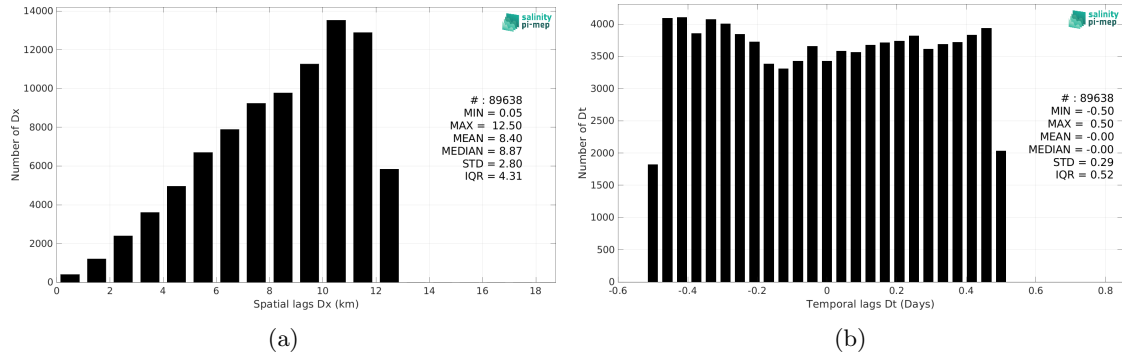 salinity
pi-mep
14000
12000
10000
8000
6000
4000
2000
0
Number of Dx
# : 89638
MIN = 0.05
MAX = 12.50
MEAN = 8.40
MEDIAN = 8.87
STD = 2.80
IQR = 4.31
0 2 4 6 8 10 12 14 16 18
Spatial lags Dx (km)
(a)
salinity
pi-mep
4000
3500
3000
2500
2000
1500
1000
500
0
Number of Dt
# : 89638
MIN = -0.50
MAX = 0.50
MEAN = -0.00
MEDIAN = -0.00
STD = 0.29
IQR = 0.52
-0.6 -0.4 -0.2 0 0.2 0.4 0.6 0.8
Temporal lags Dt (Days)
(b)